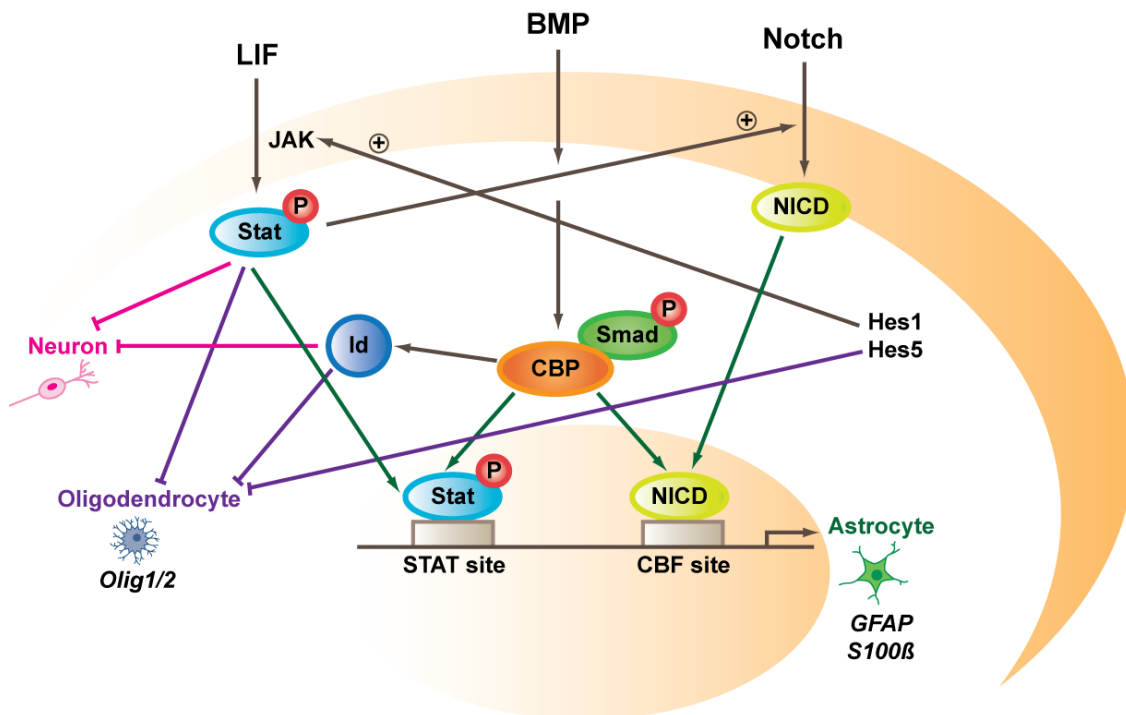 LIF
BMP
Notch
JAK
+
+
P
Stat
NICD
Hes1
Hes5
P
Smad
CBP
Id
Neuron
Oligodendrocyte
Olig1/2
P
Stat
NICD
STAT site
CBF site
Astrocyte
GFAP
S100ß